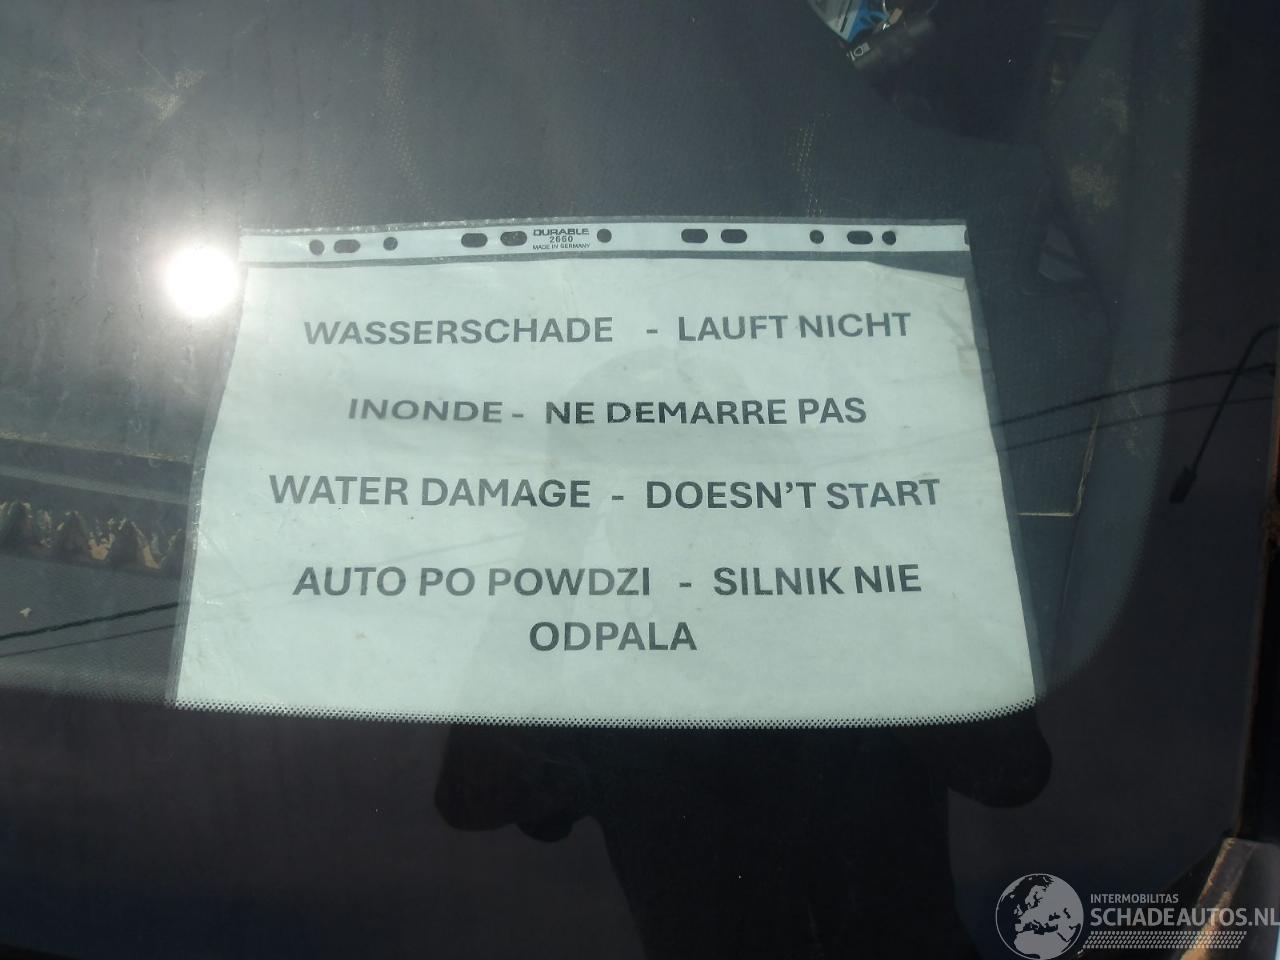 DURABLE
2660
MADE IN GERMANY
WASSERSCHADE - LAUFT NICHT
INONDE - NE DEMARRE PAS
WATER DAMAGE - DOESN'T START
AUTO PO POWDZI - SILNIK NIE
ODPALA
INTERMOBILITAS
SCHADEAUTOS.NL